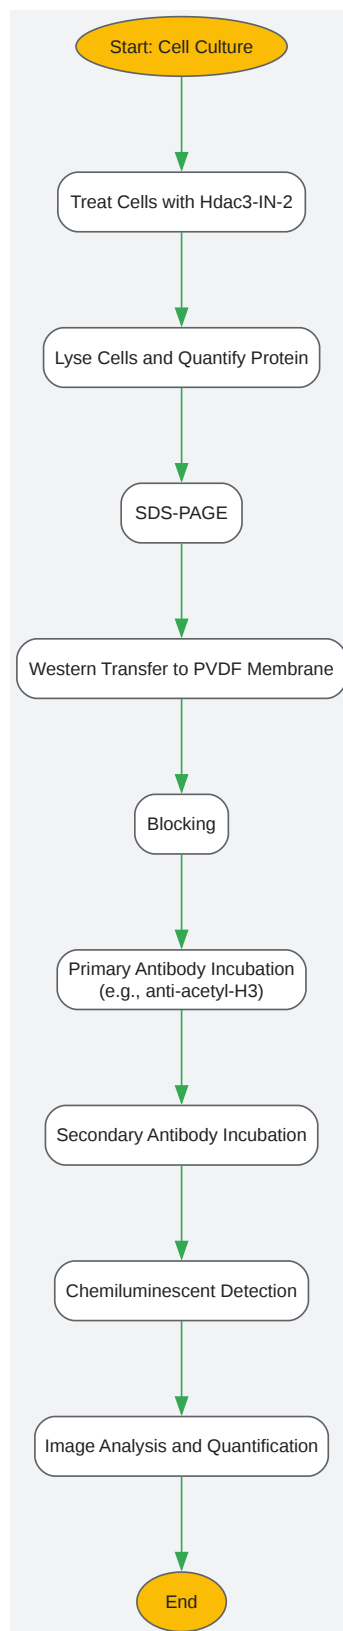 Start: Cell Culture
Treat Cells with Hdac3-IN-2
Lyse Cells and Quantify Protein
SDS-PAGE
Western Transfer to PVDF Membrane
Blocking
Primary Antibody Incubation
(e.g., anti-acetyl-H3)
Secondary Antibody Incubation
Chemiluminescent Detection
Image Analysis and Quantification
End